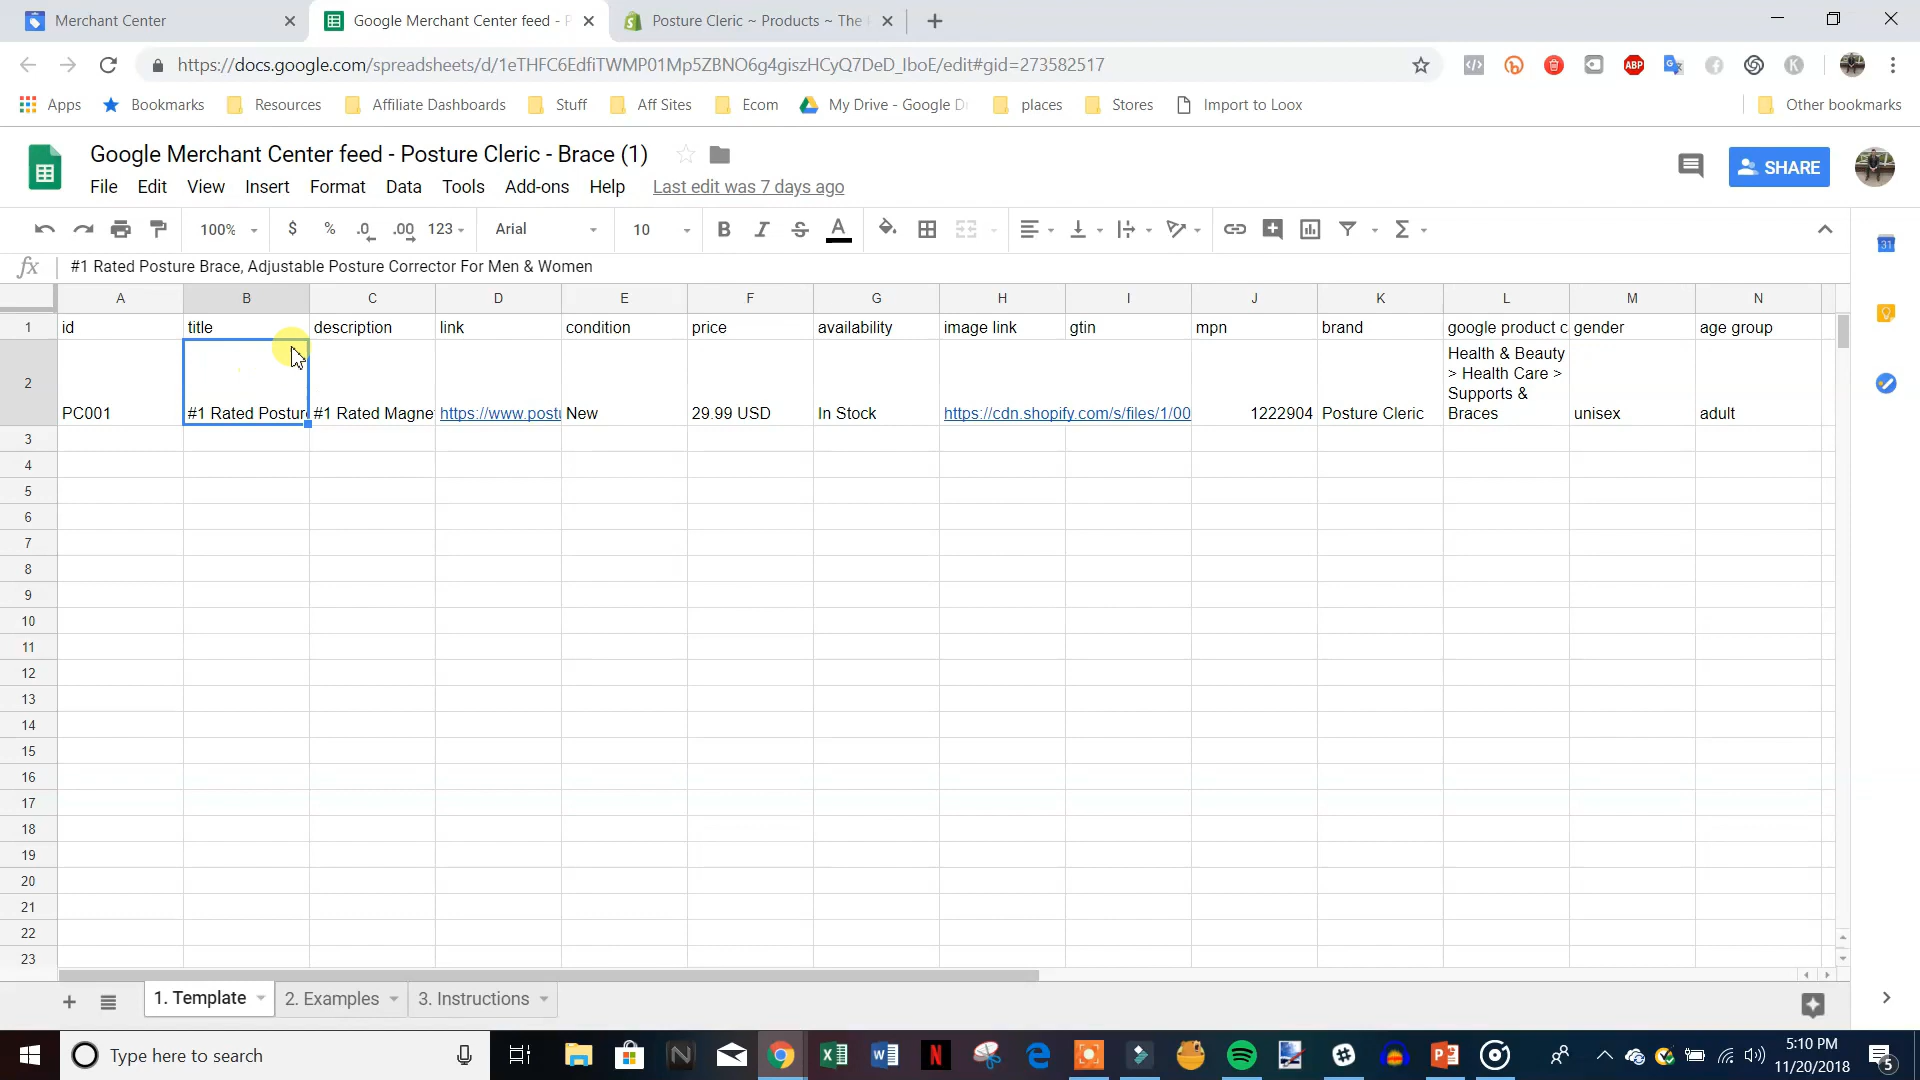 Merchant Center
Google Merchant Center feed - P
Posture Cleric ~ Products ~ The
https://docs.google.com/spreadsheets/d/1eTHFC6EdfiTWMP01Mp5ZBNO6g4giszHCyQ7DeD_IboE/edit#gid=273582517
Apps Bookmarks Resources Affiliate Dashboards Stuff Aff Sites Ecom My Drive - Google Dr places Stores Import to Loox Other bookmarks
Google Merchant Center feed - Posture Cleric - Brace (1)
File Edit View Insert Format Data Tools Add-ons Help Last edit was 7 days ago
SHARE
100% $ % .0 .00 123 Arial 10 B I S A
fx #1 Rated Posture Brace, Adjustable Posture Corrector For Men & Women
A B C D E F G H I J K L M N
1 id title description link condition price availability image link gtin mpn brand google product c gender age group
2 PC001 #1 Rated Postur #1 Rated Magne https://www.postu New 29.99 USD In Stock https://cdn.shopify.com/s/files/1/00 1222904 Posture Cleric Health & Beauty
> Health Care >
Supports &
Braces unisex adult
3
4
5
6
7
8
9
10
11
12
13
14
15
16
17
18
19
20
21
22
23
1. Template 2. Examples 3. Instructions
Type here to search
5:10 PM
11/20/2018
5
31
ABP